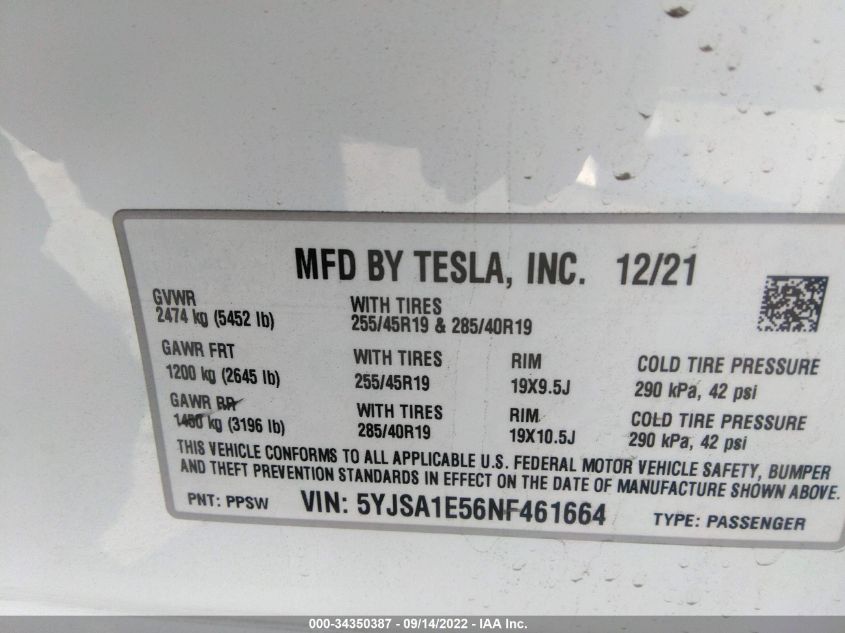 MFD BY TESLA, INC. 12/21
GVWR
2474 kg (5452 lb)
WITH TIRES
255/45R19 & 285/40R19
GAWR FRT
1200 kg (2645 lb)
WITH TIRES
255/45R19
RIM
19X9.5J
COLD TIRE PRESSURE
290 kPa, 42 psi
GAWR RR
1450 kg (3196 lb)
WITH TIRES
285/40R19
RIM
19X10.5J
COLD TIRE PRESSURE
290 kPa, 42 psi
THIS VEHICLE CONFORMS TO ALL APPLICABLE U.S. FEDERAL MOTOR VEHICLE SAFETY, BUMPER
AND THEFT PREVENTION STANDARDS IN EFFECT ON THE DATE OF MANUFACTURE SHOWN ABOVE.
PNT: PPSW VIN: 5YJSA1E56NF461664 TYPE: PASSENGER
000-34350387 - 09/14/2022 - IAA Inc.